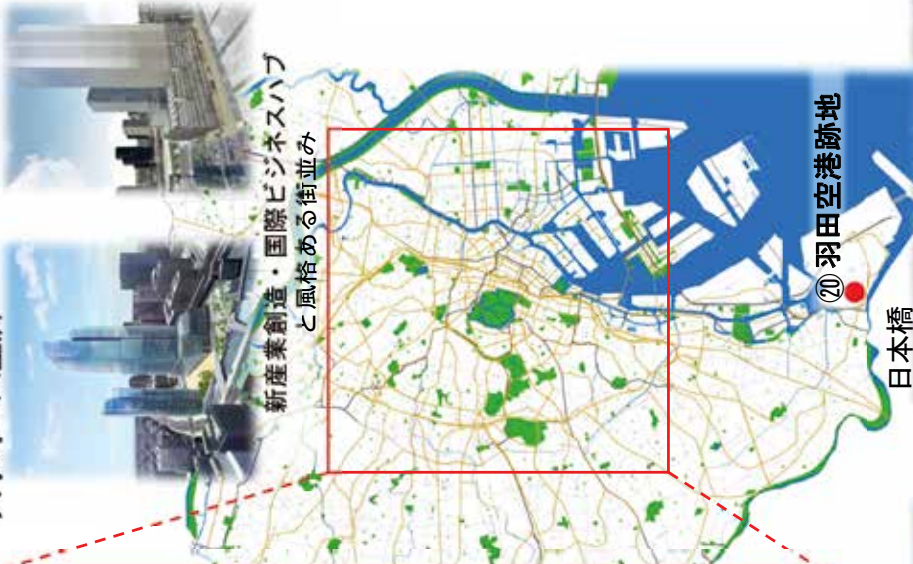 新産業創造・国際ビジネスハブ
と風格ある街並み
⑳羽田空港跡地
日本橋